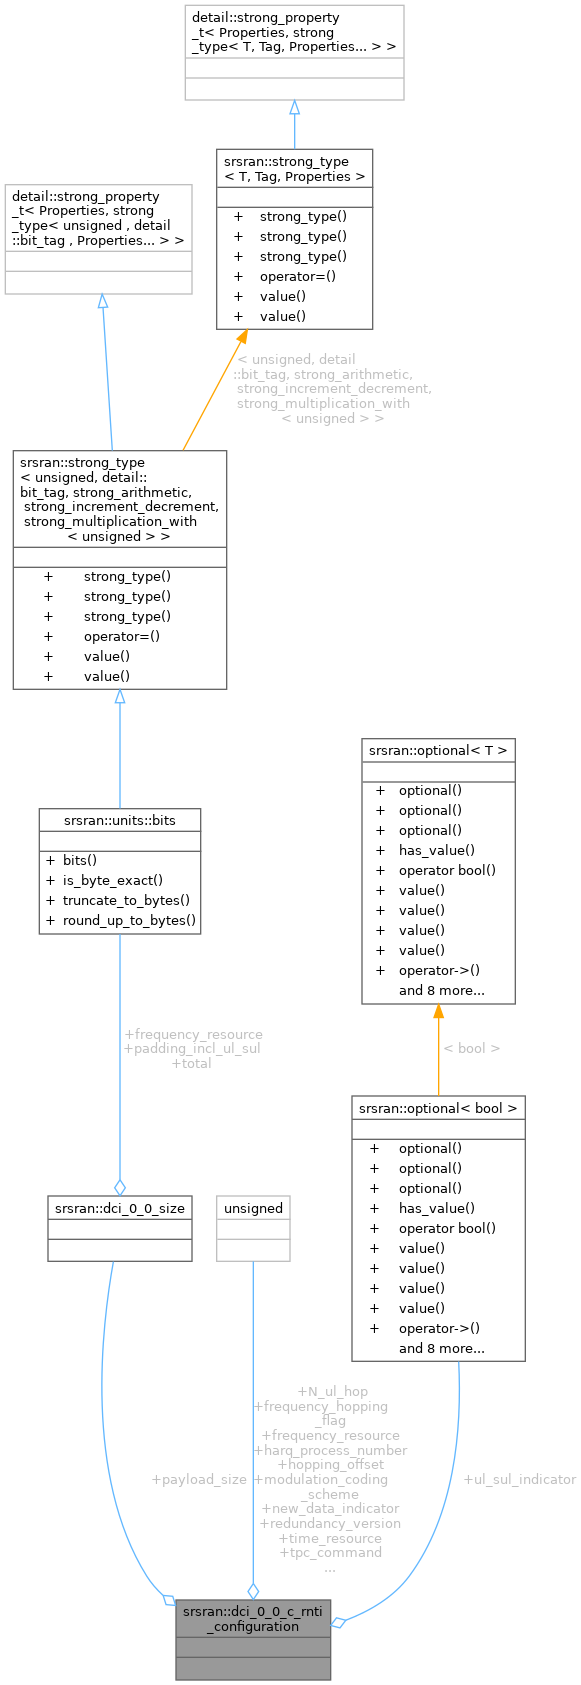 detail::strong_property
_t< Properties, strong
_type< T, Tag, Properties... > >
srsran::strong_type
< T, Tag, Properties >
+ strong_type()
+ strong_type()
+ strong_type()
+ operator=()
+ value()
+ value()
detail::strong_property
_t< Properties, strong
_type< unsigned , detail
::bit_tag , Properties... > >
< unsigned, detail
::bit_tag, strong_arithmetic,
strong_increment_decrement,
strong_multiplication_with
< unsigned > >
srsran::strong_type
< unsigned, detail::
bit_tag, strong_arithmetic,
strong_increment_decrement,
strong_multiplication_with
< unsigned > >
+ strong_type()
+ strong_type()
+ strong_type()
+ operator=()
+ value()
+ value()
srsran::units::bits
+ bits()
+ is_byte_exact()
+ truncate_to_bytes()
+ round_up_to_bytes()
srsran::optional< T >
+ optional()
+ optional()
+ optional()
+ has_value()
+ operator bool()
+ value()
+ value()
+ value()
+ value()
+ operator->()
and 8 more...
+frequency_resource
+padding_incl_ul_sul
+total
< bool >
srsran::optional< bool >
+ optional()
+ optional()
+ optional()
+ has_value()
+ operator bool()
+ value()
+ value()
+ value()
+ value()
+ operator->()
and 8 more...
srsran::dci_0_0_size
unsigned
+payload_size
+N_ul_hop
+frequency_hopping
_flag
+frequency_resource
+harq_process_number
+hopping_offset
+modulation_coding
_scheme
+new_data_indicator
+redundancy_version
+time_resource
+tpc_command
...
+ul_sul_indicator
srsran::dci_0_0_c_rnti
_configuration